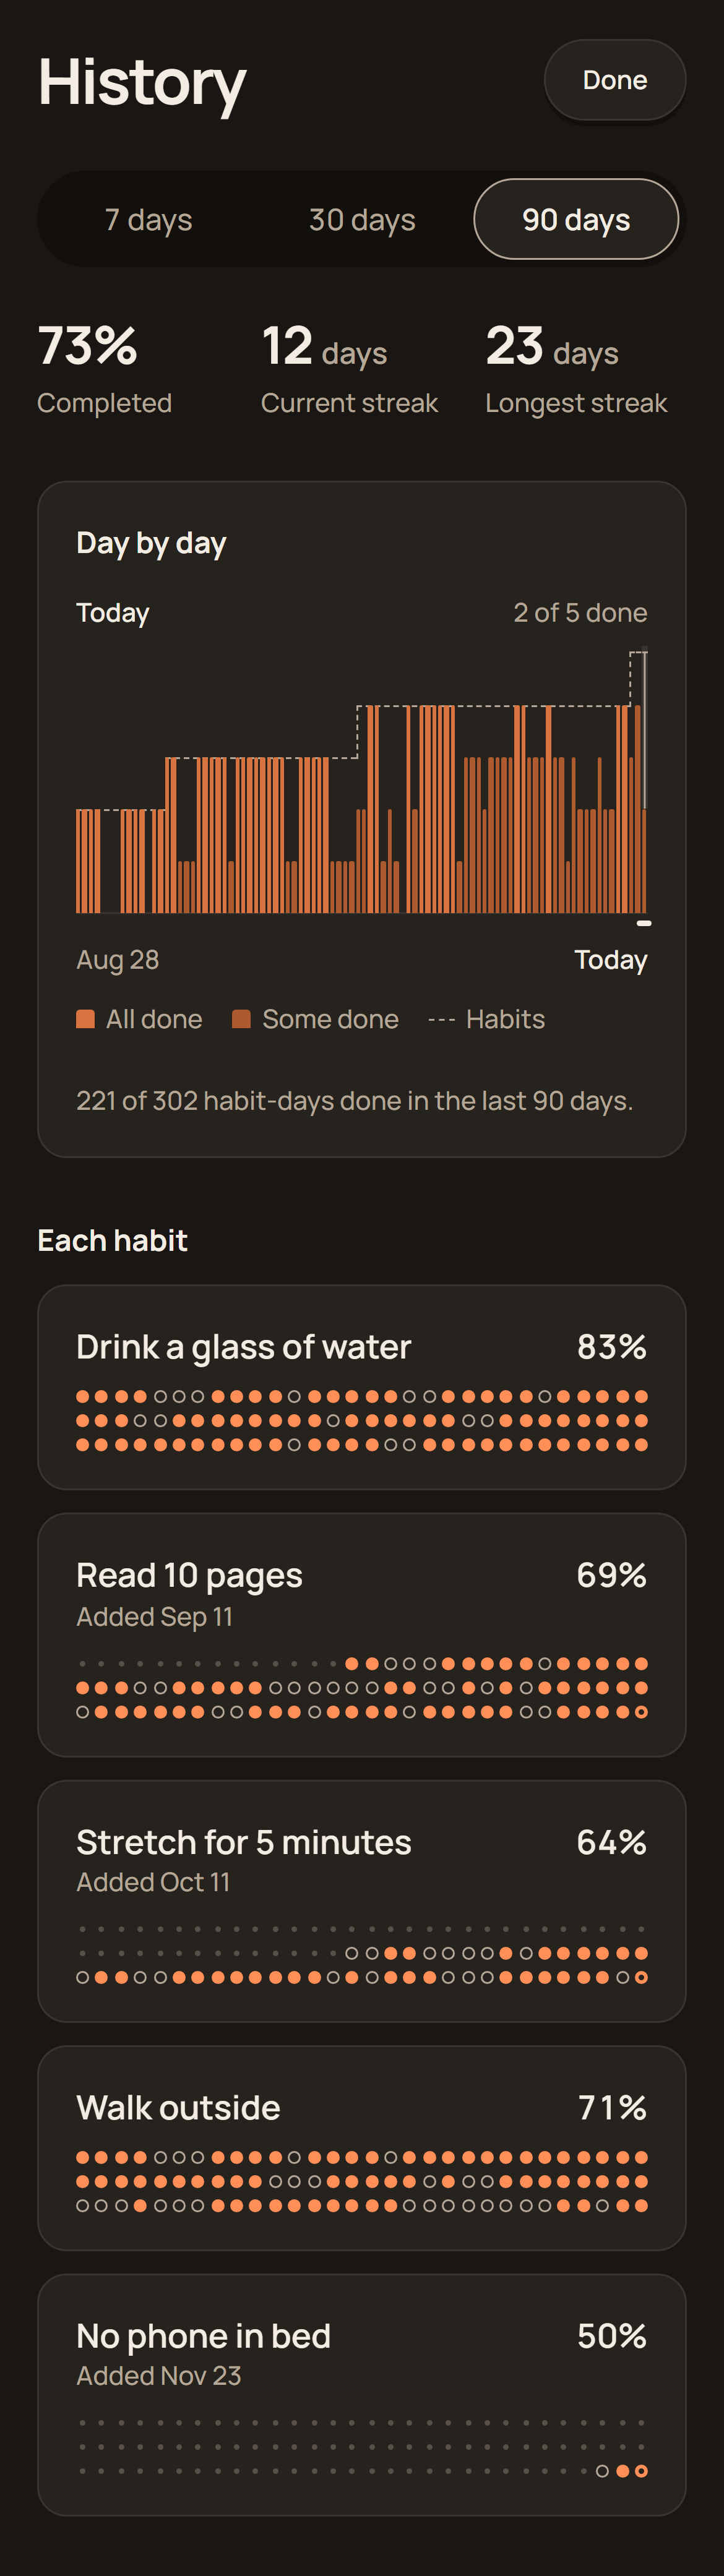 History
Done
7 days
30 days
90 days
73%
12 days
23 days
Completed
Current streak
Longest streak
Day by day
Today
2 of 5 done
Aug 28
Today
All done
Some done
Habits
221 of 302 habit-days done in the last 90 days.
Each habit
Drink a glass of water
83%
Read 10 pages
69%
Added Sep 11
Stretch for 5 minutes
64%
Added Oct 11
Walk outside
71%
No phone in bed
50%
Added Nov 23